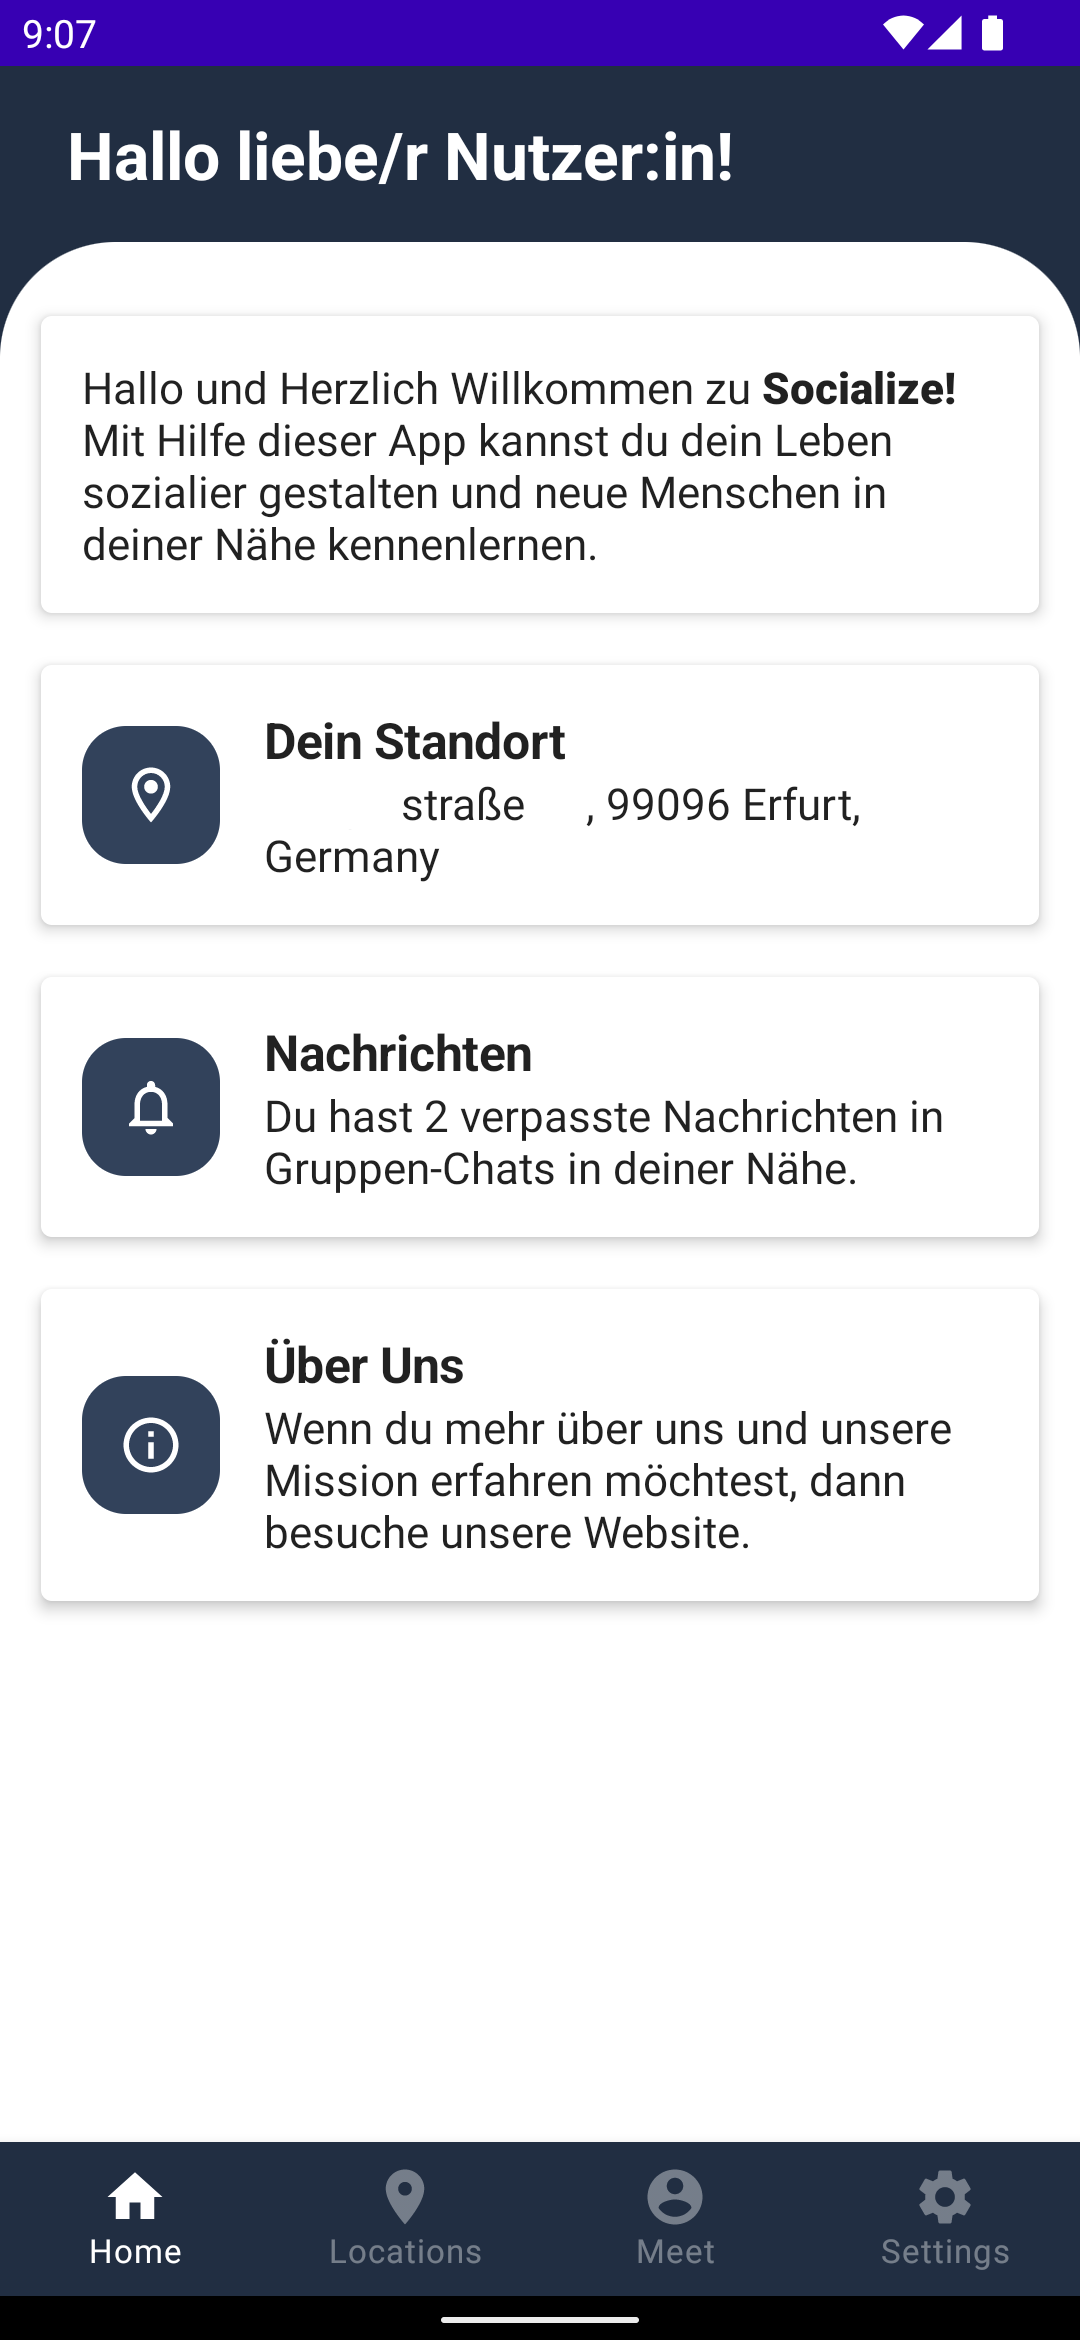 9:07
Hallo liebe/r Nutzer:in!
Hallo und Herzlich Willkommen zu Socialize!
Mit Hilfe dieser App kannst du dein Leben
sozialier gestalten und neue Menschen in
deiner Nähe kennenlernen.
Dein Standort
straße , 99096 Erfurt,
Germany
Nachrichten
Du hast 2 verpasste Nachrichten in
Gruppen-Chats in deiner Nähe.
Über Uns
Wenn du mehr über uns und unsere
Mission erfahren möchtest, dann
besuche unsere Website.
Home
Locations
Meet
Settings